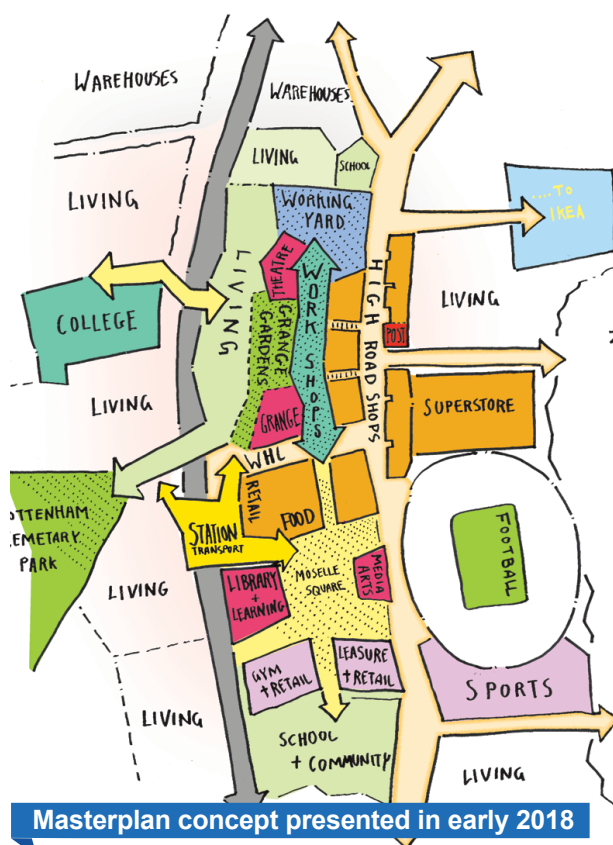 WAREHOUSES
WAREHOUSES
LIVING
SCHOOL
LIVING
WORKING
YARD
....TO
IKEA
LIVING
THEATRE
WORK SHOPS
HIGH ROAD SHOPS
LIVING
GRANGE
GARDENS
POST
COLLEGE
LIVING
GRANGE
SUPERSTORE
WHL
RETAIL
FOOD
STATION
TRANSPORT
OTTENHAM
EMETARY
PARK
FOOTBALL
LIVING
LIBRARY
+
LEARNING
MOSELLE
SQUARE
MEDIA
ARTS
GYM
+ RETAIL
LEASURE
+ RETAIL
SPORTS
LIVING
SCHOOL
+ COMMUNITY
LIVING
Masterplan concept presented in early 2018